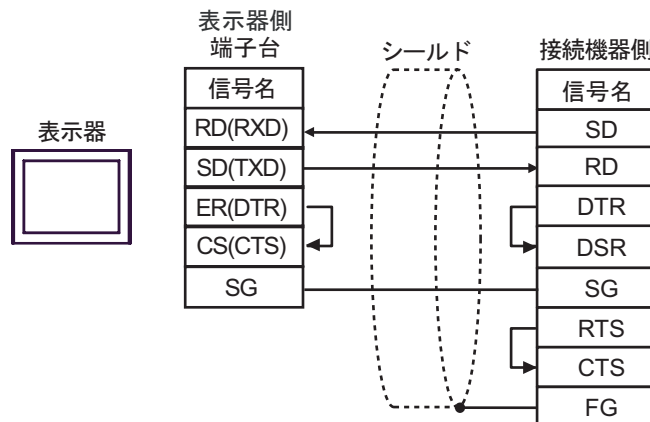 表示器側
端子台
シールド
接続機器側
信号名
信号名
表示器
RD(RXD)
SD
SD(TXD)
RD
ER(DTR)
DTR
CS(CTS)
DSR
SG
SG
RTS
CTS
FG